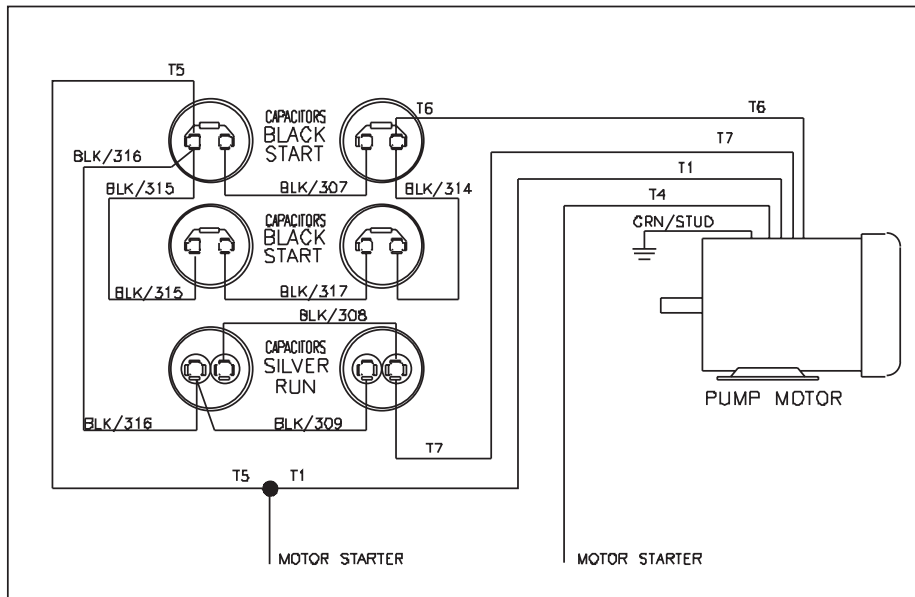 T5
CAPACITORS
BLACK
START
T6
T6
T7
BLK/316
T1
BLK/315
BLK/307
BLK/314
T4
CAPACITORS
BLACK
START
GRN/STUD
BLK/315
BLK/317
BLK/308
CAPACITORS
SILVER
RUN
PUMP MOTOR
BLK/316
BLK/309
T7
T5
T1
MOTOR STARTER
MOTOR STARTER